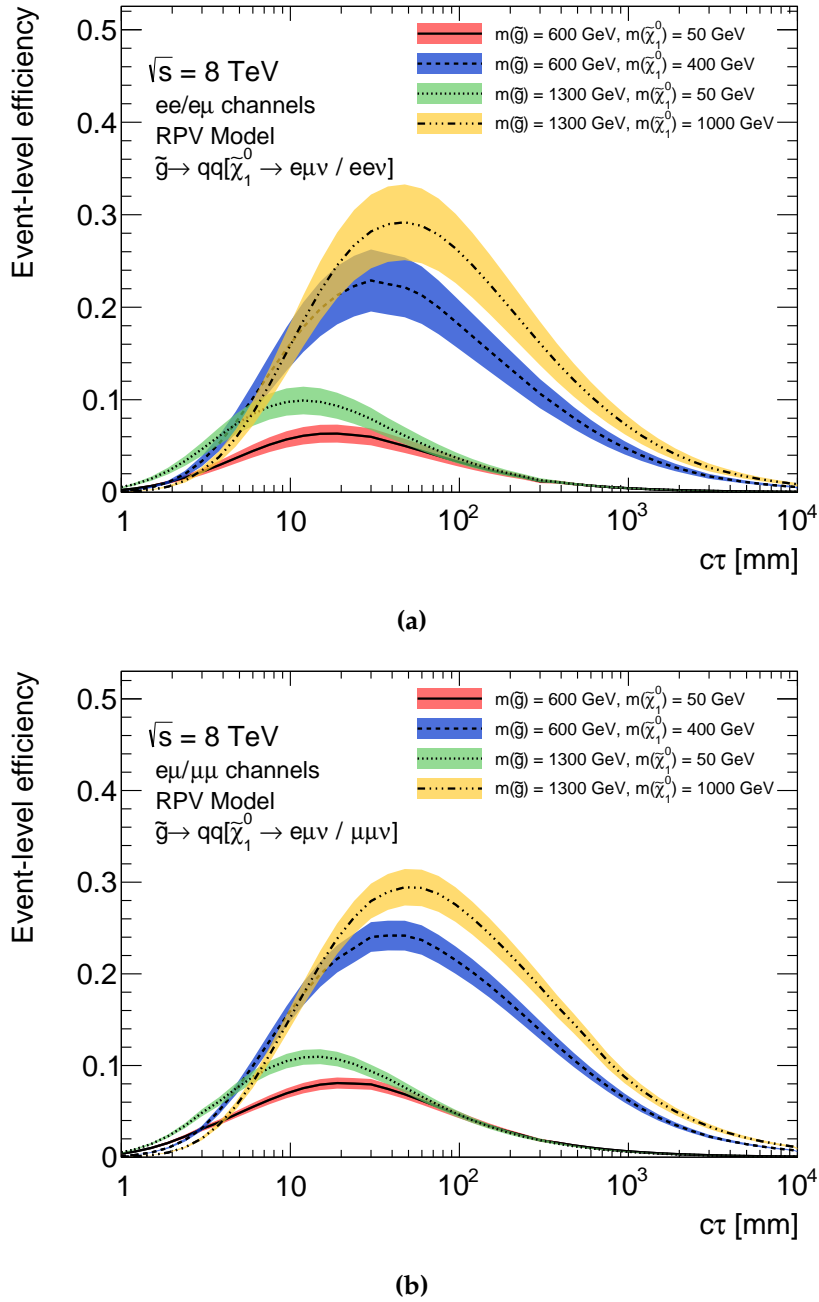 Event-level efficiency
0.5
0.4
0.3
0.2
0.1
0
√s = 8 TeV
ee/eμ channels
RPV Model
g̃→ qq[χ̃₁⁰ → eμν / eeν]
m(g̃) = 600 GeV, m(χ̃₁⁰) = 50 GeV
m(g̃) = 600 GeV, m(χ̃₁⁰) = 400 GeV
m(g̃) = 1300 GeV, m(χ̃₁⁰) = 50 GeV
m(g̃) = 1300 GeV, m(χ̃₁⁰) = 1000 GeV
1 10 10² 10³ 10⁴
cτ [mm]
(a)
Event-level efficiency
0.5
0.4
0.3
0.2
0.1
0
√s = 8 TeV
eμ/μμ channels
RPV Model
g̃→ qq[χ̃₁⁰ → eμν / μμν]
m(g̃) = 600 GeV, m(χ̃₁⁰) = 50 GeV
m(g̃) = 600 GeV, m(χ̃₁⁰) = 400 GeV
m(g̃) = 1300 GeV, m(χ̃₁⁰) = 50 GeV
m(g̃) = 1300 GeV, m(χ̃₁⁰) = 1000 GeV
1 10 10² 10³ 10⁴
cτ [mm]
(b)